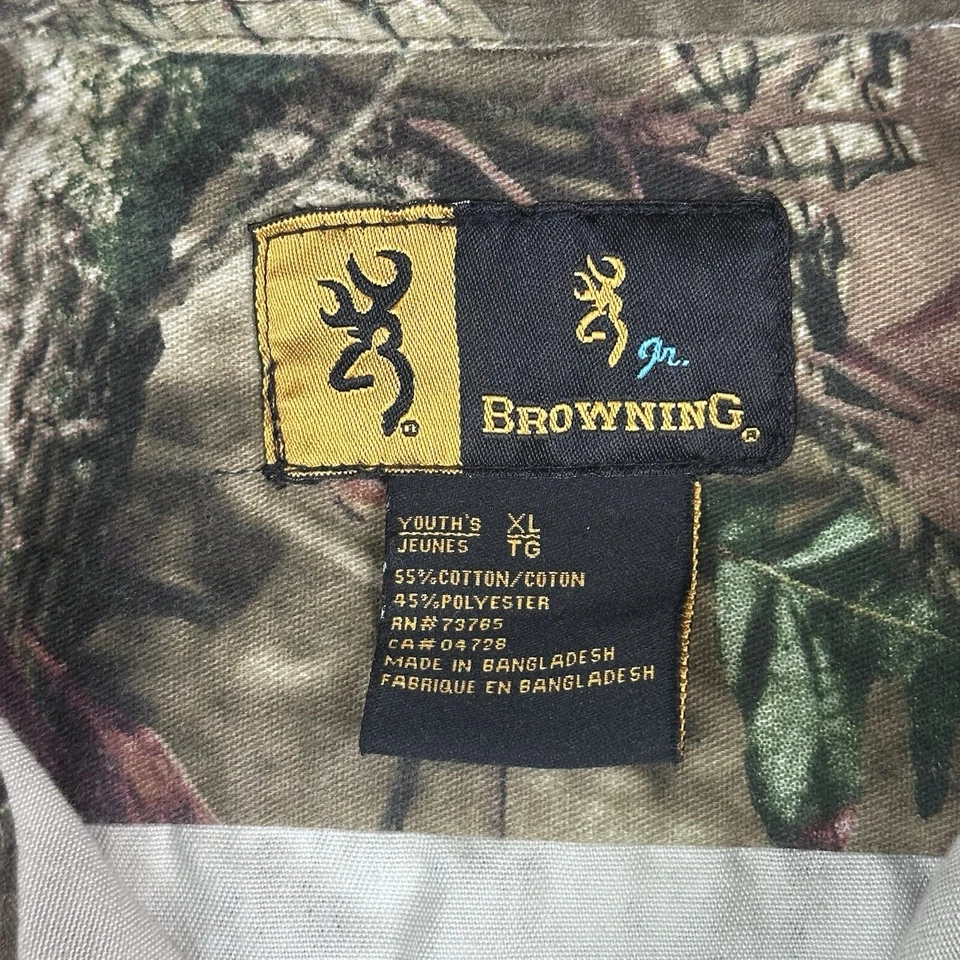 ®
Jr.
BROWNING®
YOUTH'S XL
JEUNES TG
55% COTTON/COTON
45% POLYESTER
RN# 73785
CA# 04728
MADE IN BANGLADESH
FABRIQUE EN BANGLADESH